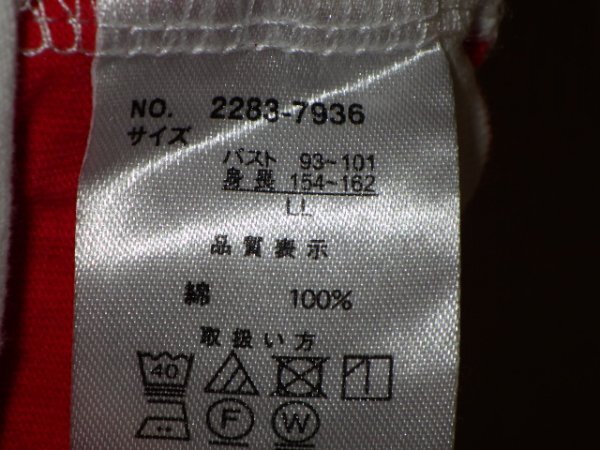 NO. 2283-7936
サイズ
バスト 93~101
身長 154~162
LL
品質表示
綿 100%
取扱い方
40
F W